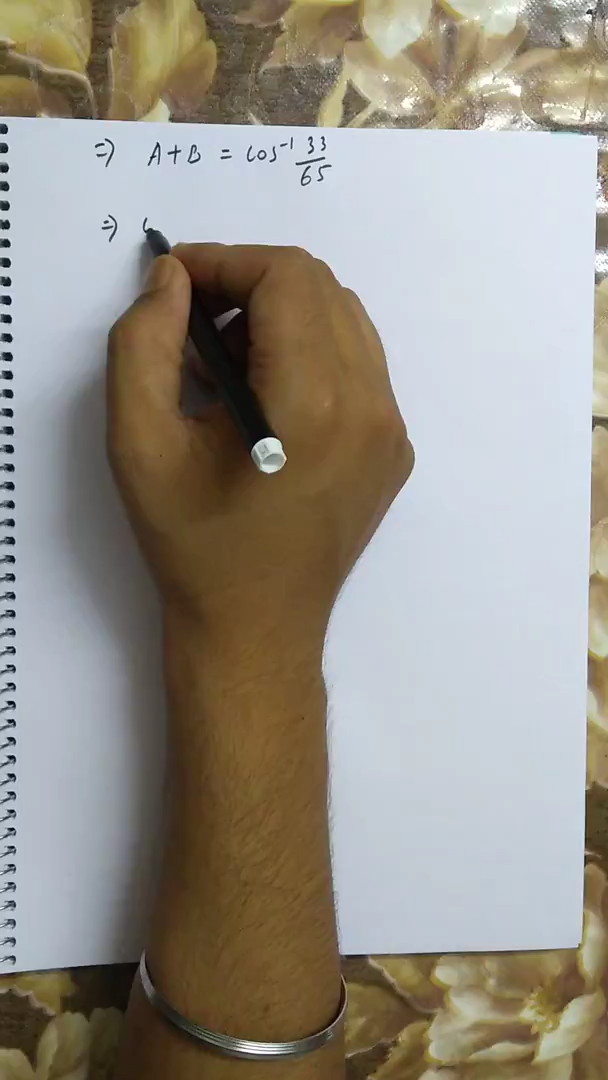 ⇒ A+B = cos⁻¹ 33/65
⇒ c